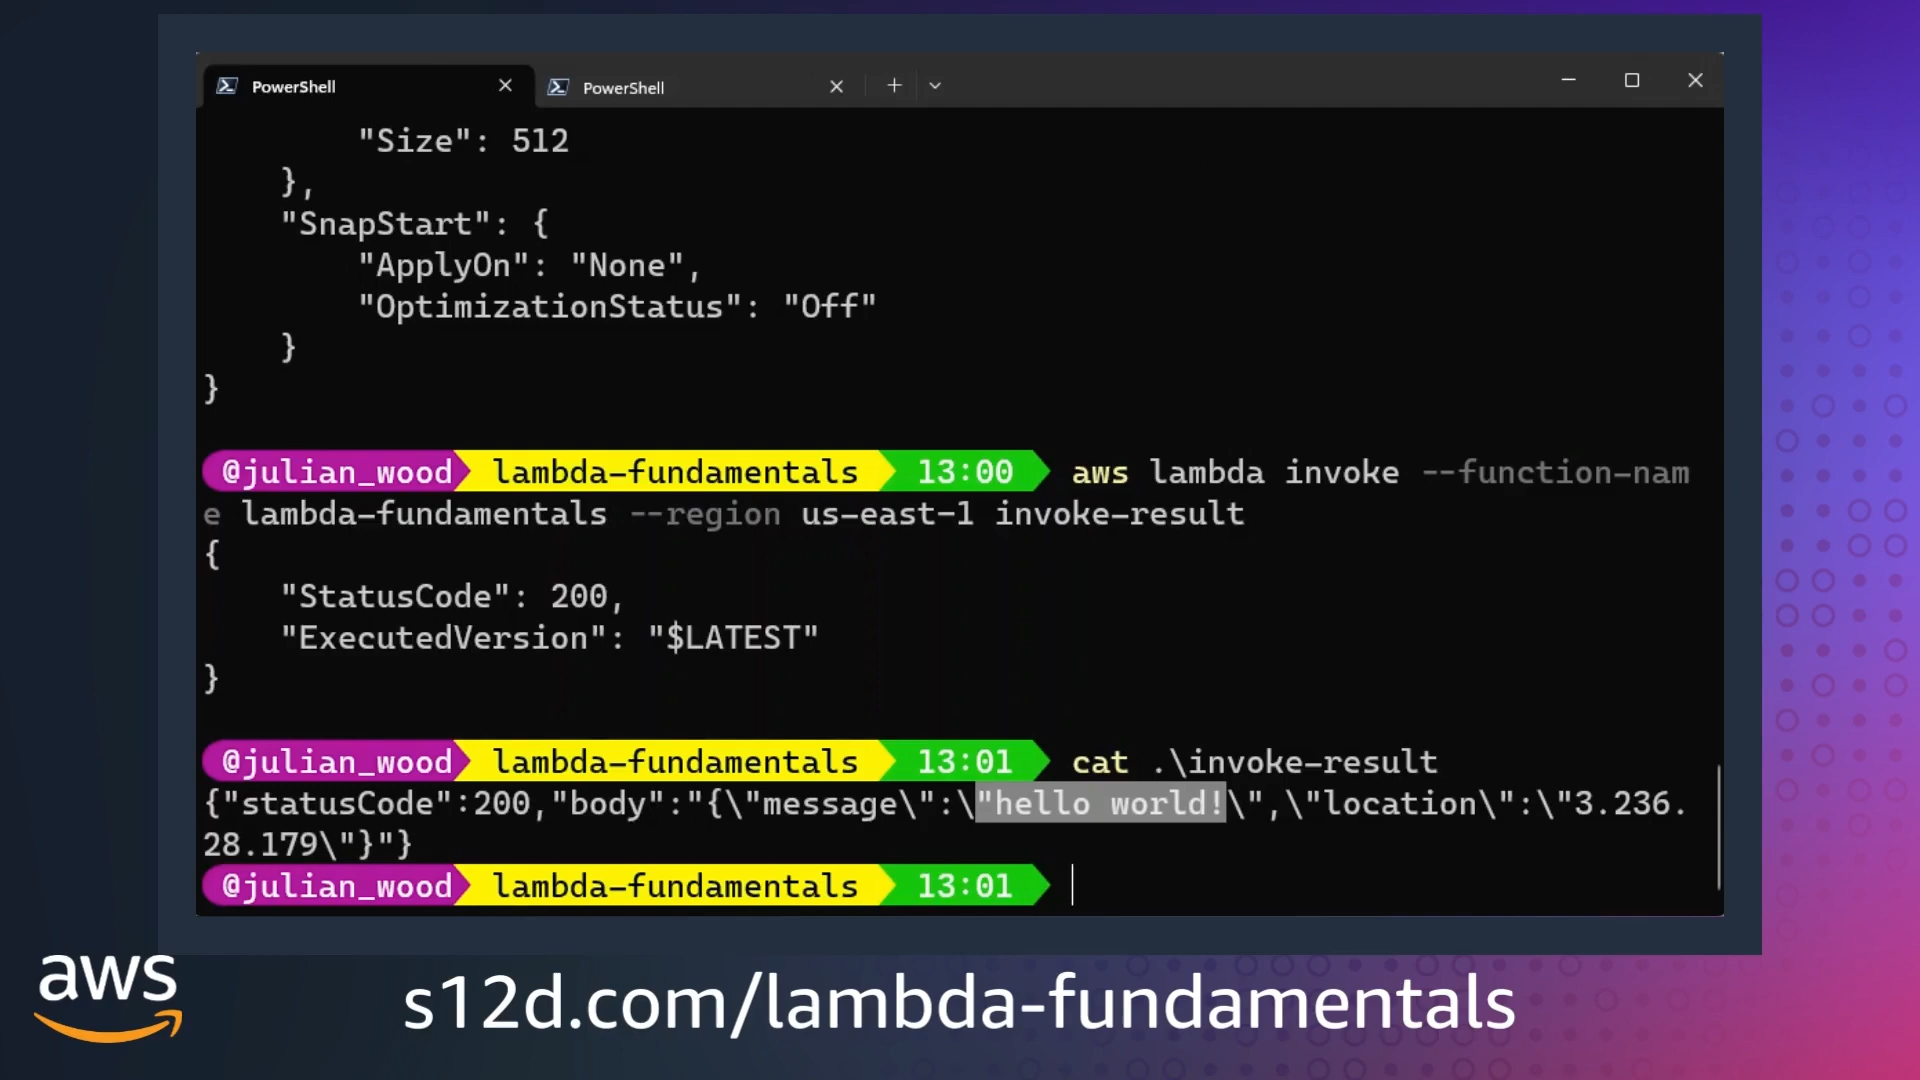 PowerShell
PowerShell
"Size": 512
},
"SnapStart": {
"ApplyOn": "None",
"OptimizationStatus": "Off"
}
}
@julian_wood lambda-fundamentals 13:00 aws lambda invoke --function-nam
e lambda-fundamentals --region us-east-1 invoke-result
{
"StatusCode": 200,
"ExecutedVersion": "$LATEST"
}
@julian_wood lambda-fundamentals 13:01 cat .\invoke-result
{"statusCode":200,"body":"{\"message\":\"hello world!\",\"location\":\"3.236.
28.179\"}"}
@julian_wood lambda-fundamentals 13:01
aws
s12d.com/lambda-fundamentals